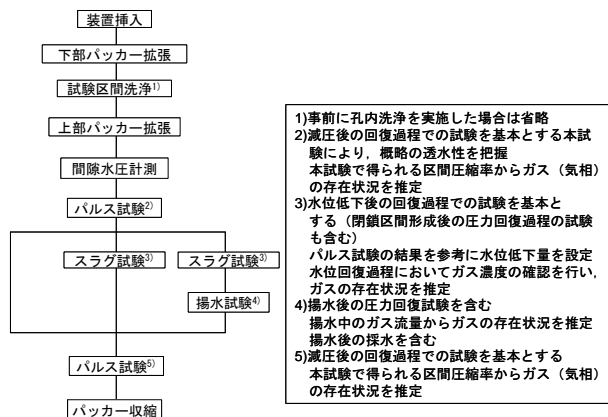 装置挿入
下部パッカー拡張
試験区間洗浄1)
上部パッカー拡張
間隙水圧計測
パルス試験2)
スラグ試験3)
スラグ試験3)
揚水試験4)
パルス試験5)
パッカー収縮
1)事前に孔内洗浄を実施した場合は省略
2)減圧後の回復過程での試験を基本とする本試
験により，概略の透水性を把握
本試験で得られる区間圧縮率からガス（気相）
の存在状況を推定
3)水位低下後の回復過程での試験を基本と
する（閉鎖区間形成後の圧力回復過程の試験
も含む）
パルス試験の結果を参考に水位低下量を設定
水位回復過程においてガス濃度の確認を行い，
ガスの存在状況を推定
4)揚水後の圧力回復試験を含む
揚水中のガス流量からガスの存在状況を推定
揚水後の採水を含む
5)減圧後の回復過程での試験を基本とする
本試験で得られる区間圧縮率からガス（気相）
の存在状況を推定